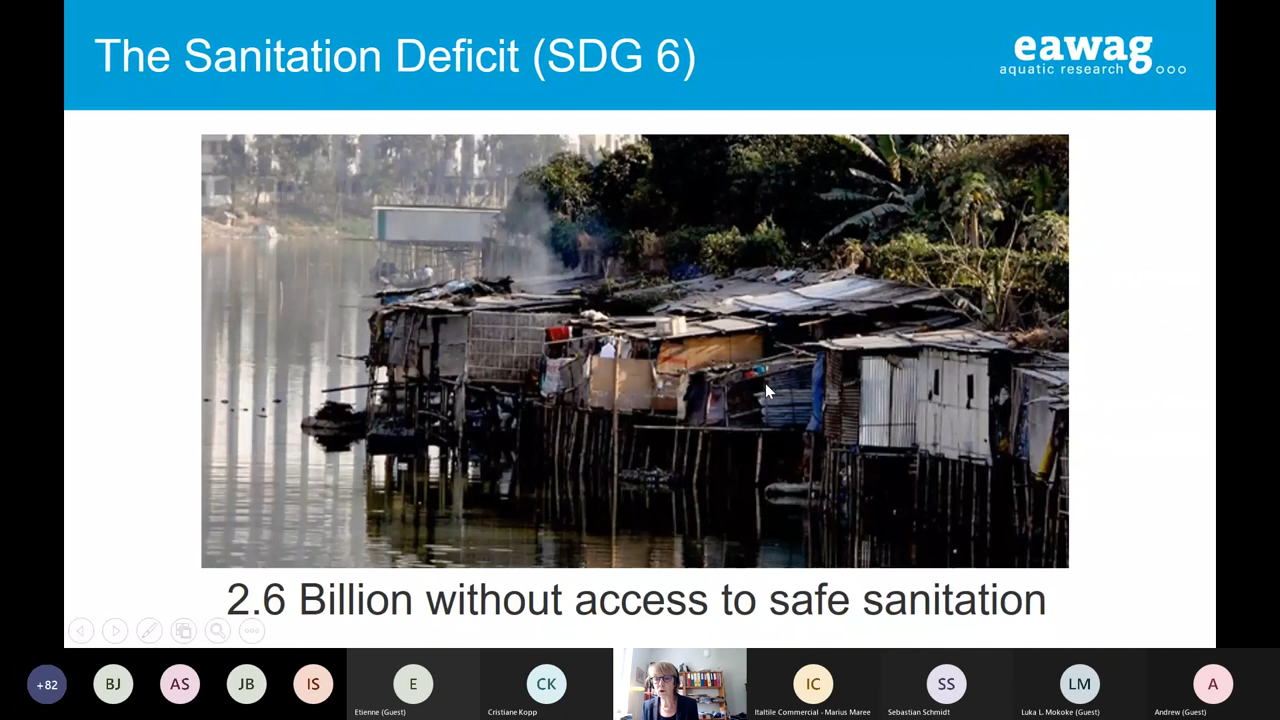 The Sanitation Deficit (SDG 6)
eawag
aquatic research
2.6 Billion without access to safe sanitation
+82
BJ
AS
JB
IS
E
Etienne (Guest)
CK
Cristiane Kopp
IC
Italtile Commercial - Marius Maree
SS
Sebastian Schmidt
LM
Luka L. Mokoke (Guest)
A
Andrew (Guest)